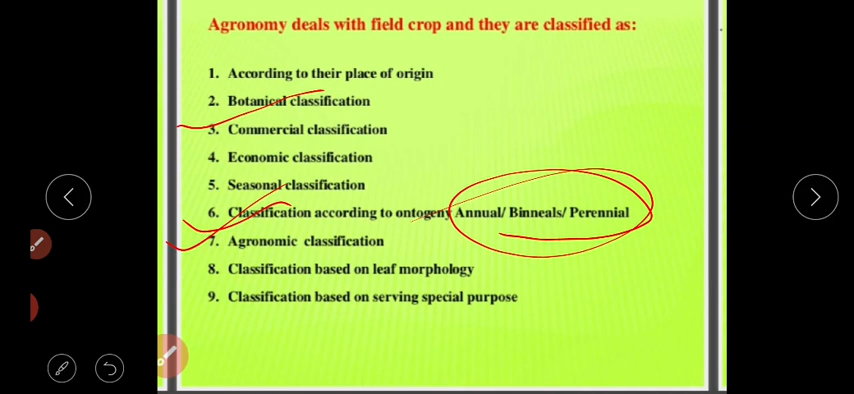 Agronomy deals with field crop and they are classified as:
1. According to their place of origin
2. Botanical classification
3. Commercial classification
4. Economic classification
5. Seasonal classification
6. Classification according to ontogeny Annual/ Binneals/ Perennial
7. Agronomic classification
8. Classification based on leaf morphology
9. Classification based on serving special purpose